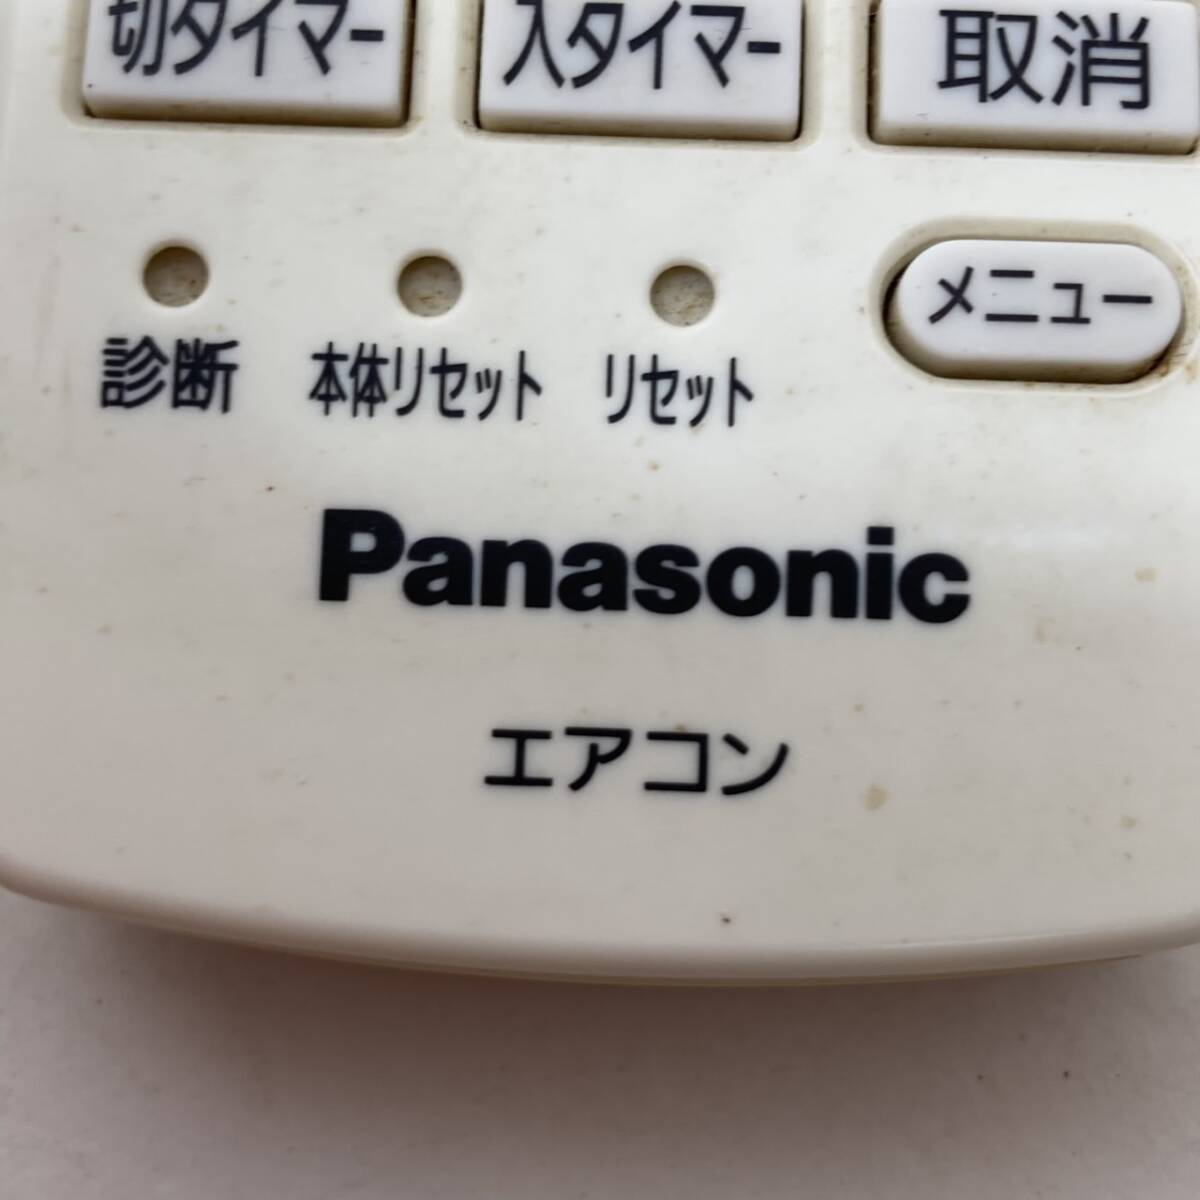 切タイマー 入タイマー 取消
メニュー
診断 本体リセット リセット
Panasonic
エアコン